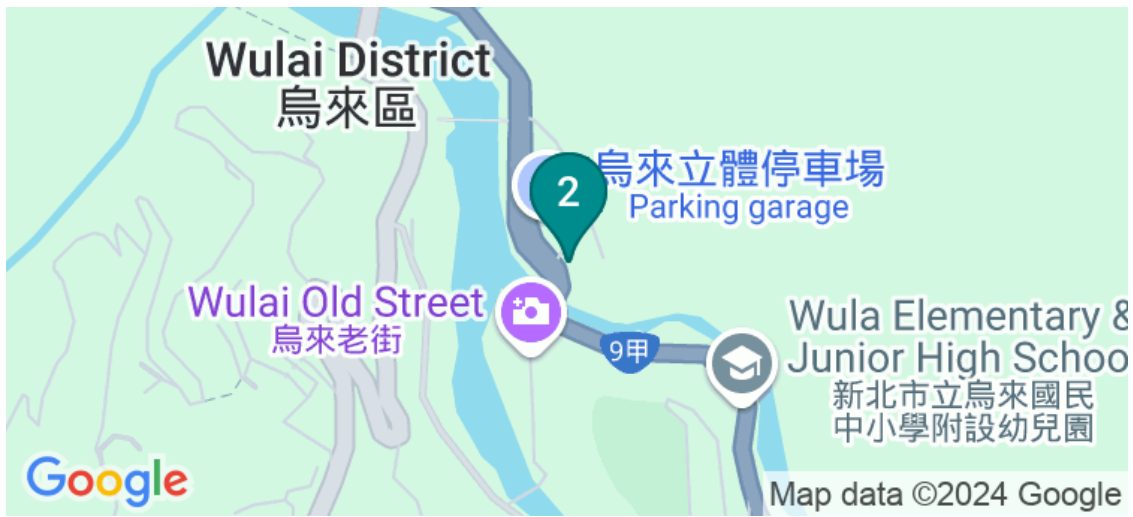 Wulai District
烏來區
烏來立體停車場
Parking garage
2
Wulai Old Street
烏來老街
9甲
Wula Elementary &
Junior High Schoo
新北市立烏來國民
中小學附設幼兒園
Google
Map data ©2024 Google